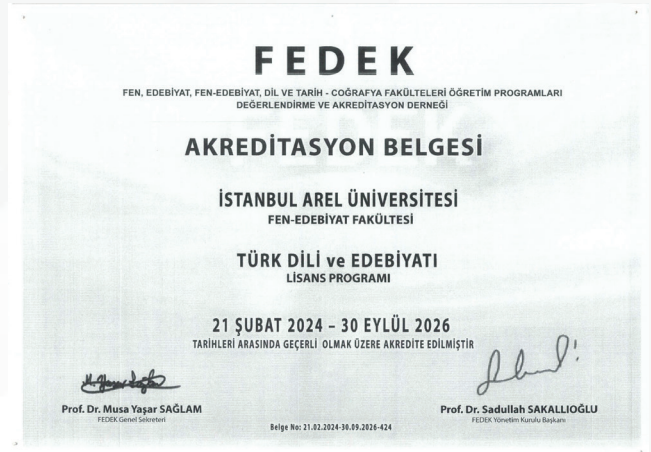 FEDEK
FEN, EDEBİYAT, FEN-EDEBİYAT, DİL VE TARİH - COĞRAFYA FAKÜLTELERİ ÖĞRETİM PROGRAMLARI
DEĞERLENDİRME VE AKREDİTASYON DERNEĞİ
AKREDİTASYON BELGESİ
İSTANBUL AREL ÜNİVERSİTESİ
FEN-EDEBİYAT FAKÜLTESİ
TÜRK DİLİ ve EDEBİYATI
LİSANS PROGRAMI
21 ŞUBAT 2024 – 30 EYLÜL 2026
TARİHLERİ ARASINDA GEÇERLİ OLMAK ÜZERE AKREDİTE EDİLMİŞTİR
Prof. Dr. Musa Yaşar SAĞLAM
FEDEK Genel Sekreteri
Prof. Dr. Sadullah SAKALLIOĞLU
FEDEK Yönetim Kurulu Başkanı
Belge No: 21.02.2024-30.09.2026-424